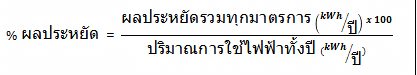 % ผลประหยัด = ผลประหยัดรวมทุกมาตรการ (kWh/ปี) x 100
ปริมาณการใช้ไฟฟ้าทั้งปี (kWh/ปี)